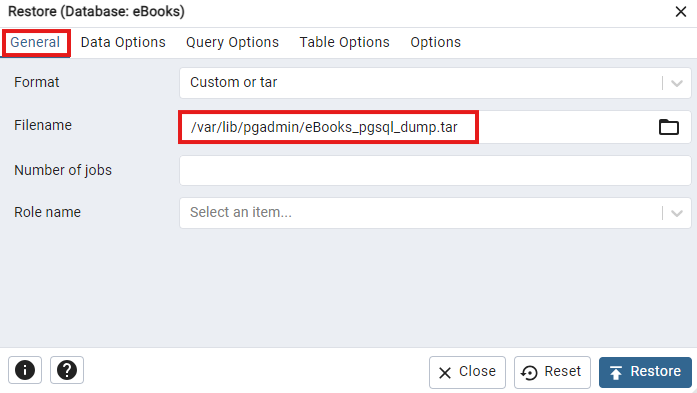 Restore (Database: eBooks)
General Data Options Query Options Table Options Options
Format Custom or tar
Filename /var/lib/pgadmin/eBooks_pgsql_dump.tar
Number of jobs
Role name Select an item...
Close Reset Restore